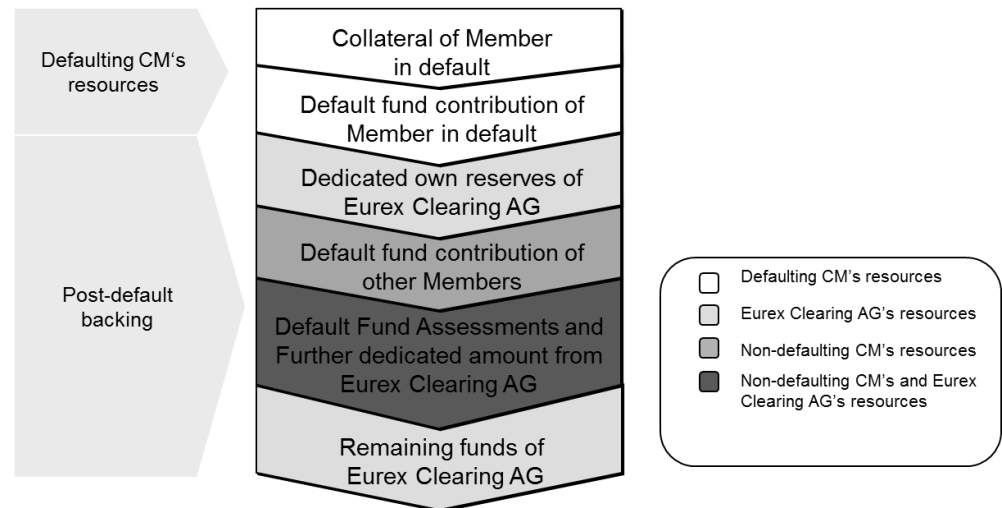 Defaulting CM‘s
resources
Post-default
backing
Collateral of Member
in default
Default fund contribution of
Member in default
Dedicated own reserves of
Eurex Clearing AG
Default fund contribution of
other Members
Default Fund Assessments and
Further dedicated amount from
Eurex Clearing AG
Remaining funds of
Eurex Clearing AG
Defaulting CM’s resources
Eurex Clearing AG’s resources
Non-defaulting CM’s resources
Non-defaulting CM’s and Eurex
Clearing AG’s resources